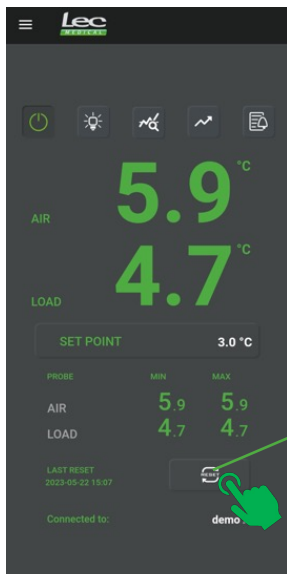 Lec
MEDICAL
°C
AIR 5.9
°C
LOAD 4.7
SET POINT 3.0 °C
PROBE MIN MAX
AIR 5.9 5.9
LOAD 4.7 4.7
LAST RESET
2023-05-22 15:07
RESET
Connected to: demo